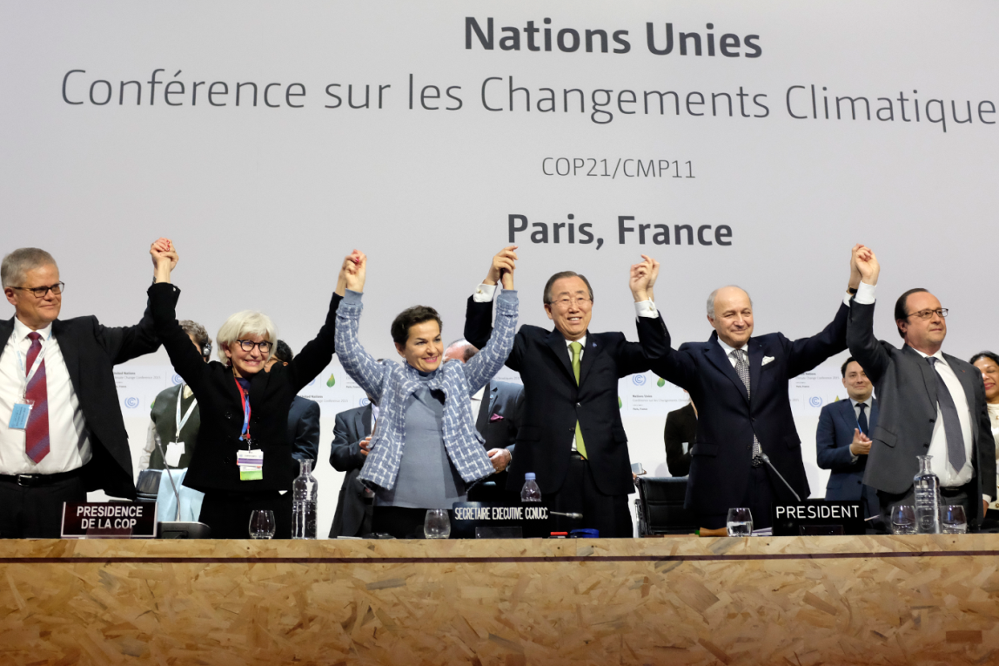 Nations Unies
Conférence sur les Changements Climatique
COP21/CMP11
Paris, France
PRESIDENCE
DE LA COP
SECRETAIRE EXECUTIVE CCNUCC
PRESIDENT